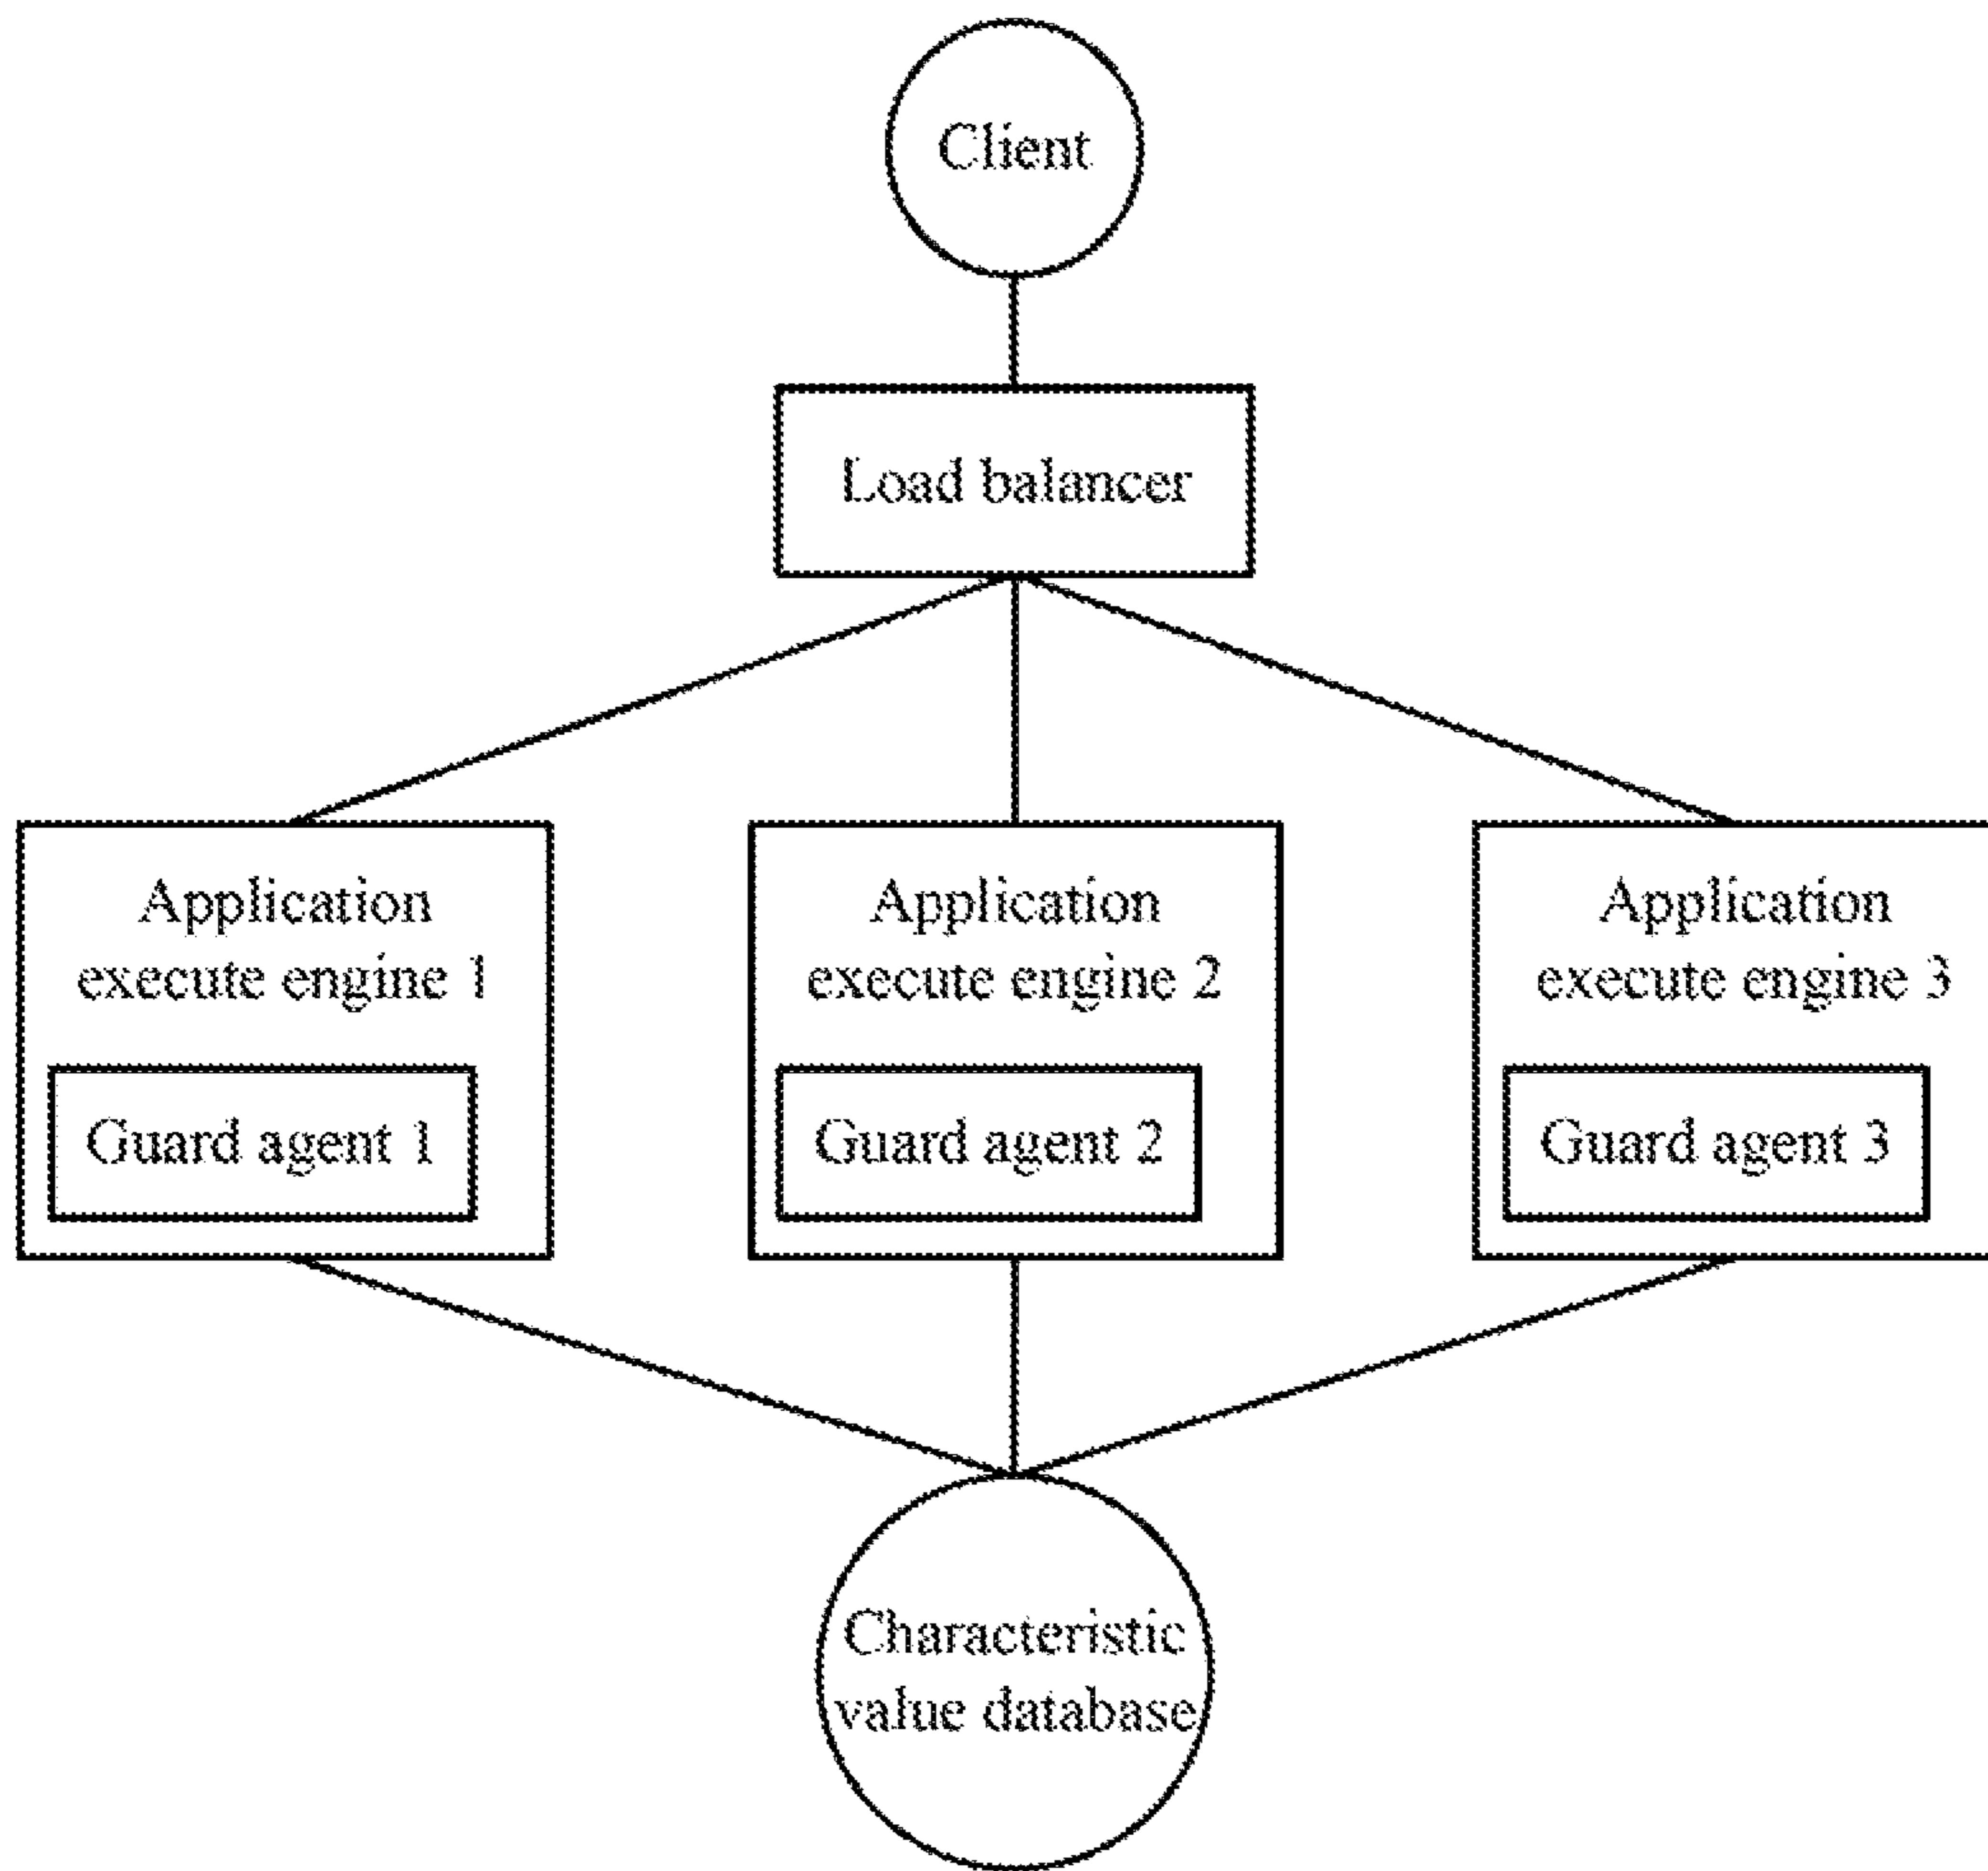 Client
Load balancer
Application
execute engine 1
Guard agent 1
Application
execute engine 2
Guard agent 2
Application
execute engine 3
Guard agent 3
Characteristic
value database